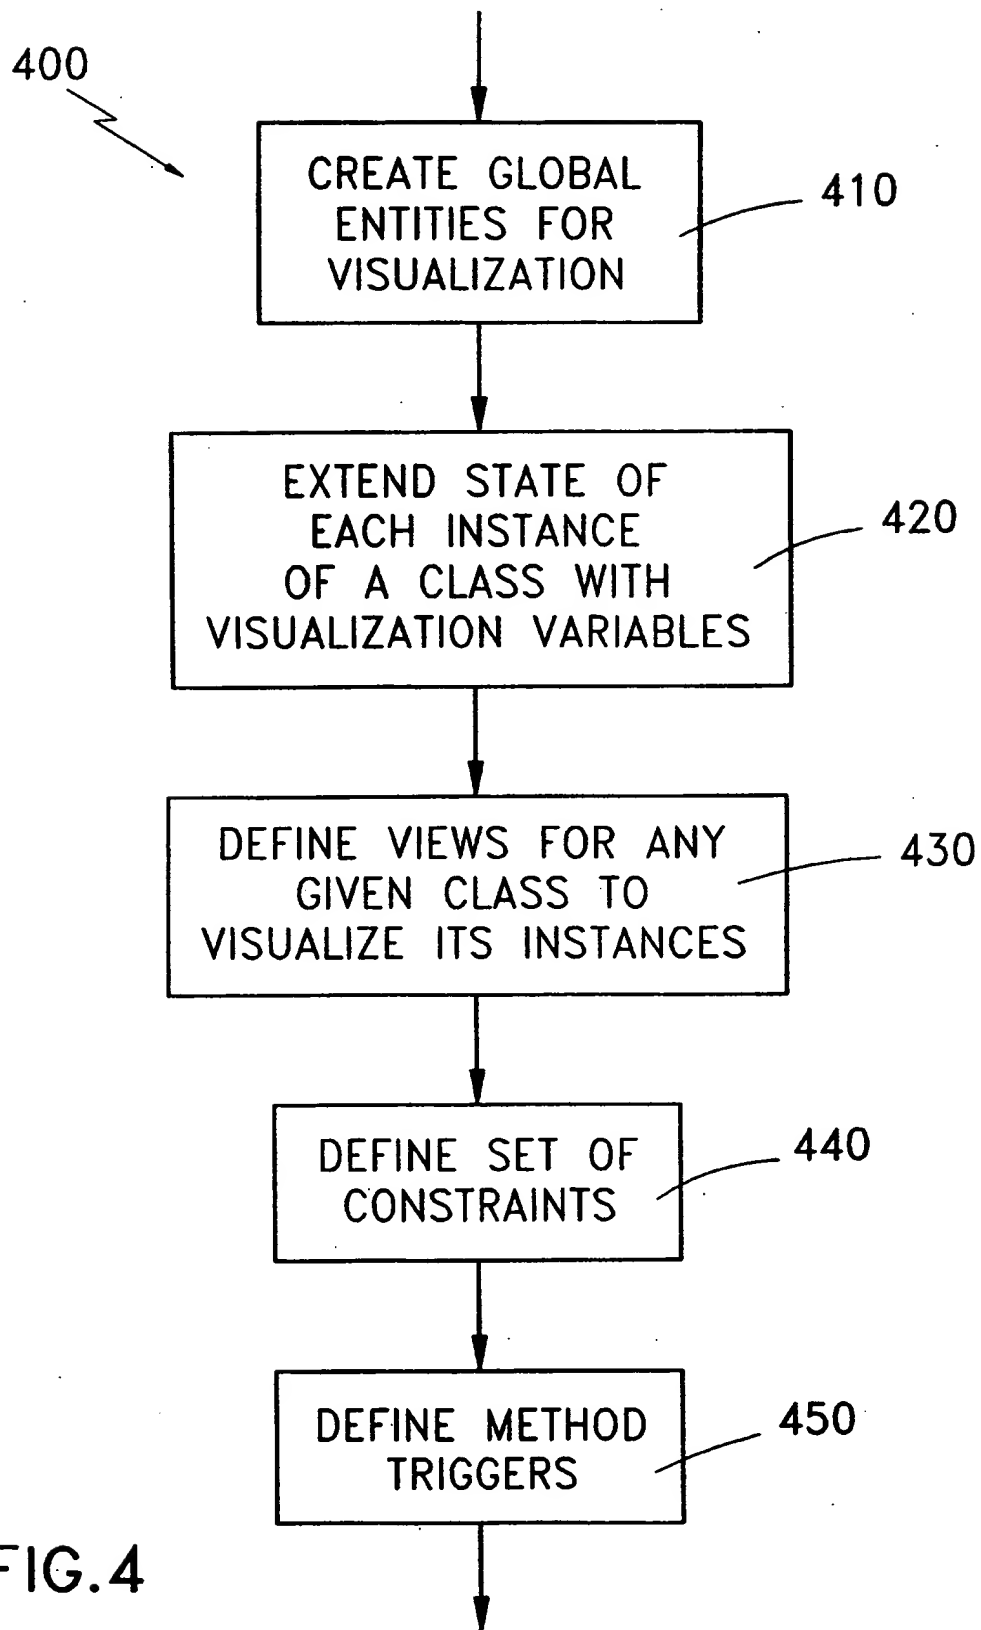 400
CREATE GLOBAL
ENTITIES FOR
VISUALIZATION
410
EXTEND STATE OF
EACH INSTANCE
OF A CLASS WITH
VISUALIZATION VARIABLES
420
DEFINE VIEWS FOR ANY
GIVEN CLASS TO
VISUALIZE ITS INSTANCES
430
DEFINE SET OF
CONSTRAINTS
440
DEFINE METHOD
TRIGGERS
450
FIG.4